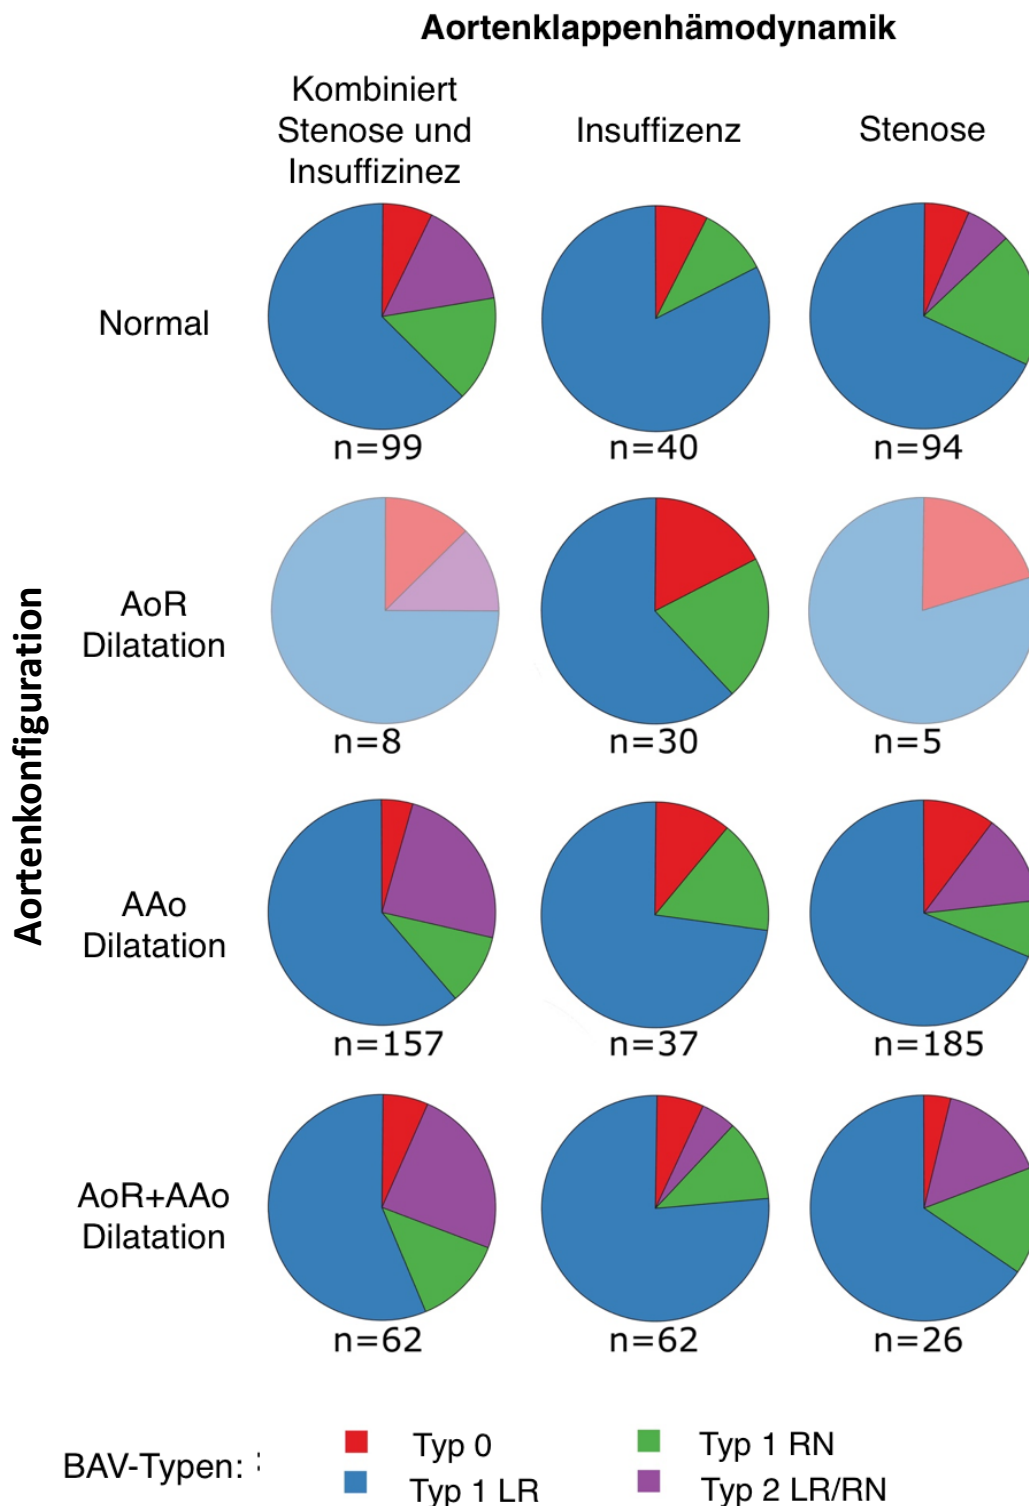 Aortenklappenhämodynamik
Kombiniert
Stenose und
Insuffizinez
Insuffizenz
Stenose
Normal
n=99
n=40
n=94
Aortenkonfiguration
AoR
Dilatation
n=8
n=30
n=5
AAo
Dilatation
n=157
n=37
n=185
AoR+AAo
Dilatation
n=62
n=62
n=26
BAV-Typen: :
Typ 0
Typ 1 RN
Typ 1 LR
Typ 2 LR/RN